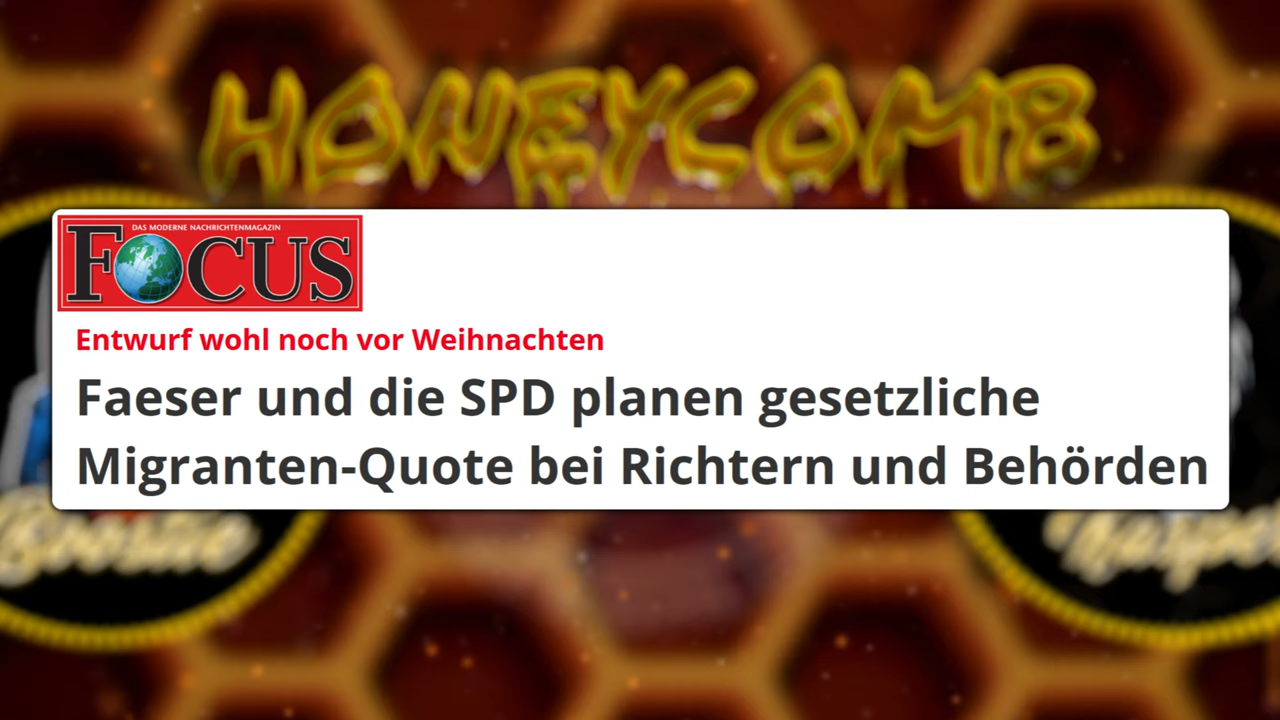 HONEYCOMB
DAS MODERNE NACHRICHTENMAGAZIN
FOCUS
Entwurf wohl noch vor Weihnachten
Faeser und die SPD planen gesetzliche
Migranten-Quote bei Richtern und Behörden